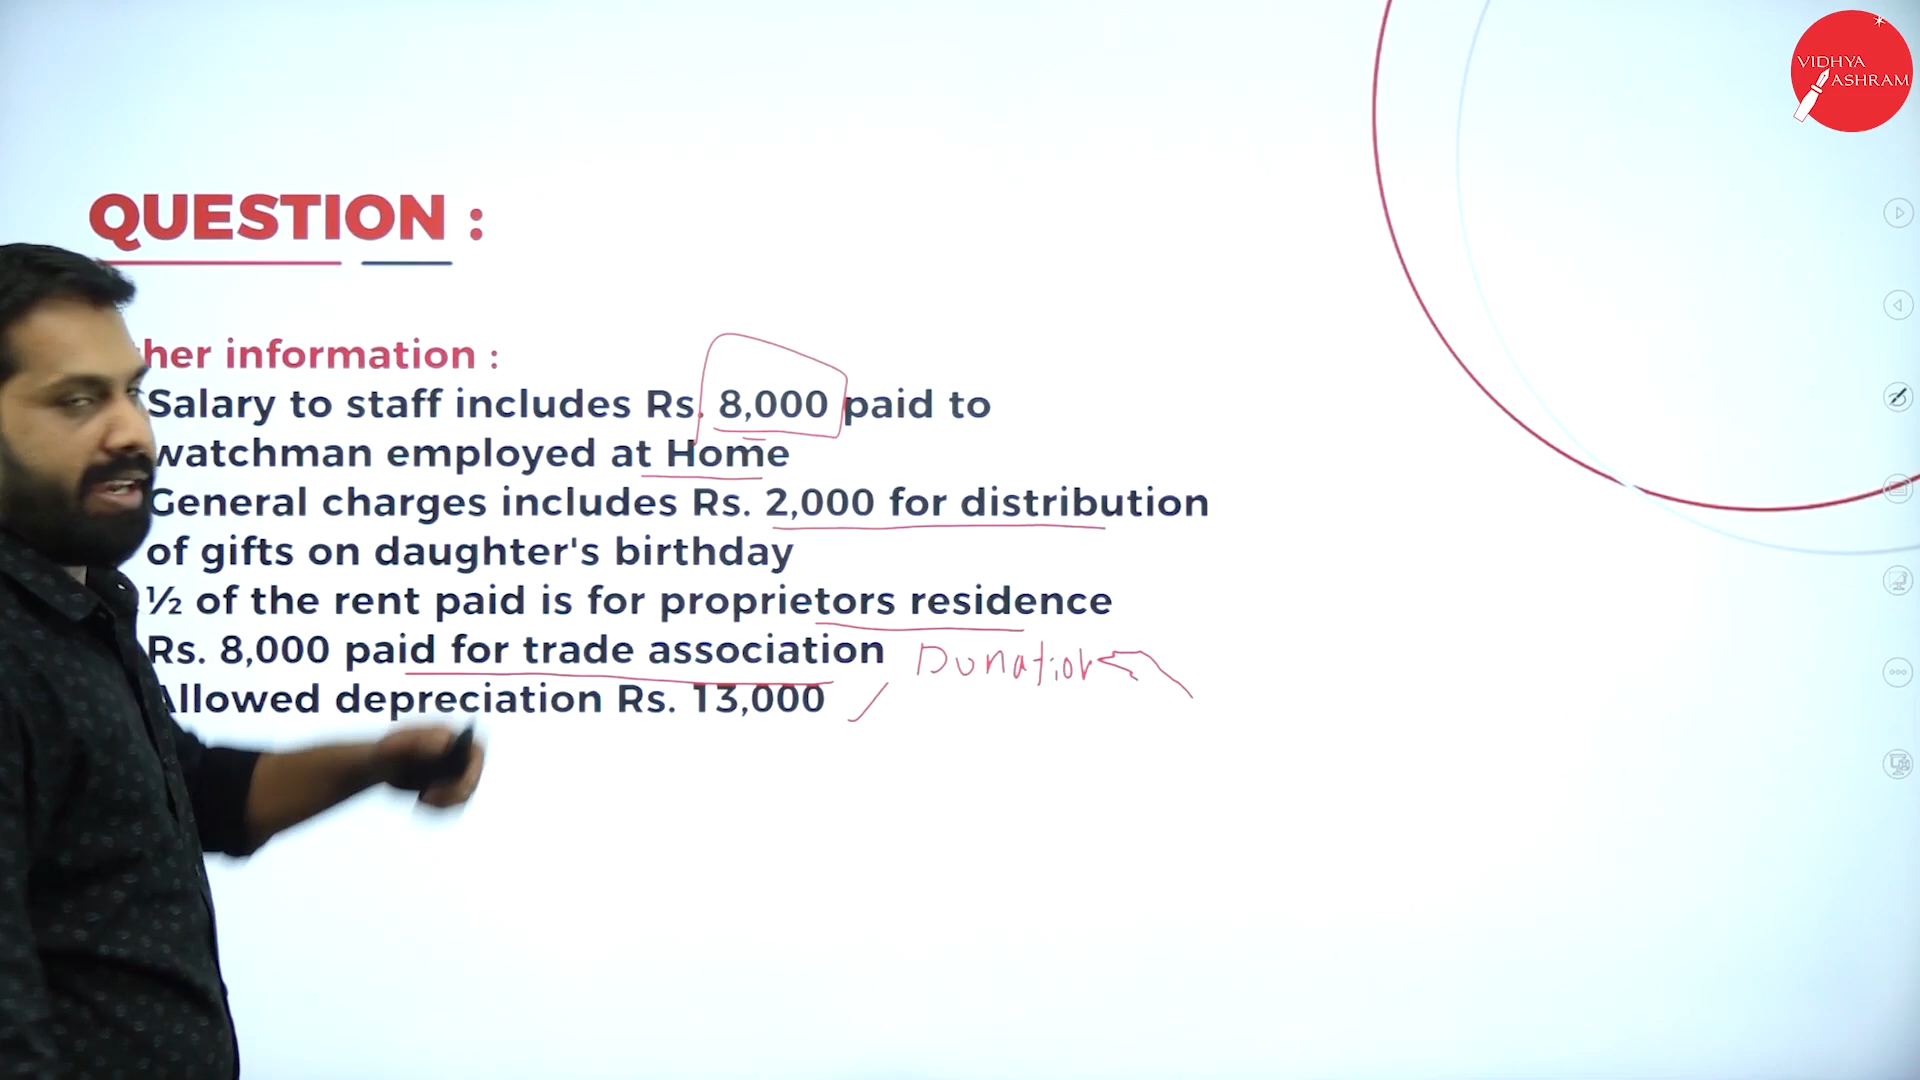 VIDHYA
ASHRAM
QUESTION :
her information :
Salary to staff includes Rs. 8,000 paid to
watchman employed at Home
General charges includes Rs. 2,000 for distribution
of gifts on daughter's birthday
½ of the rent paid is for proprietors residence
Rs. 8,000 paid for trade association Donation
Allowed depreciation Rs. 13,000